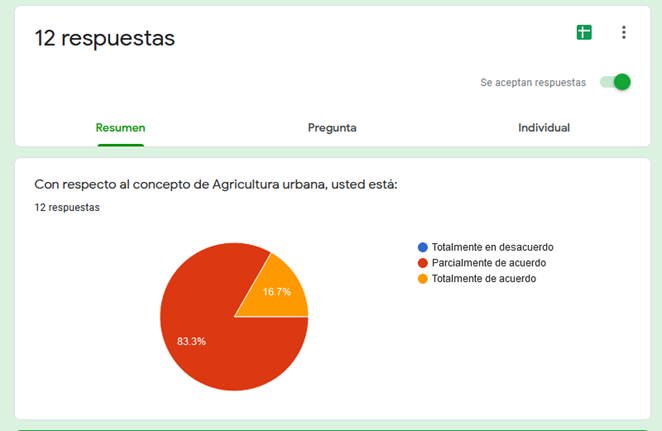 12 respuestas
Se aceptan respuestas
Resumen
Pregunta
Individual
Con respecto al concepto de Agricultura urbana, usted está:
12 respuestas
Totalmente en desacuerdo
Parcialmente de acuerdo
Totalmente de acuerdo
16.7%
83.3%